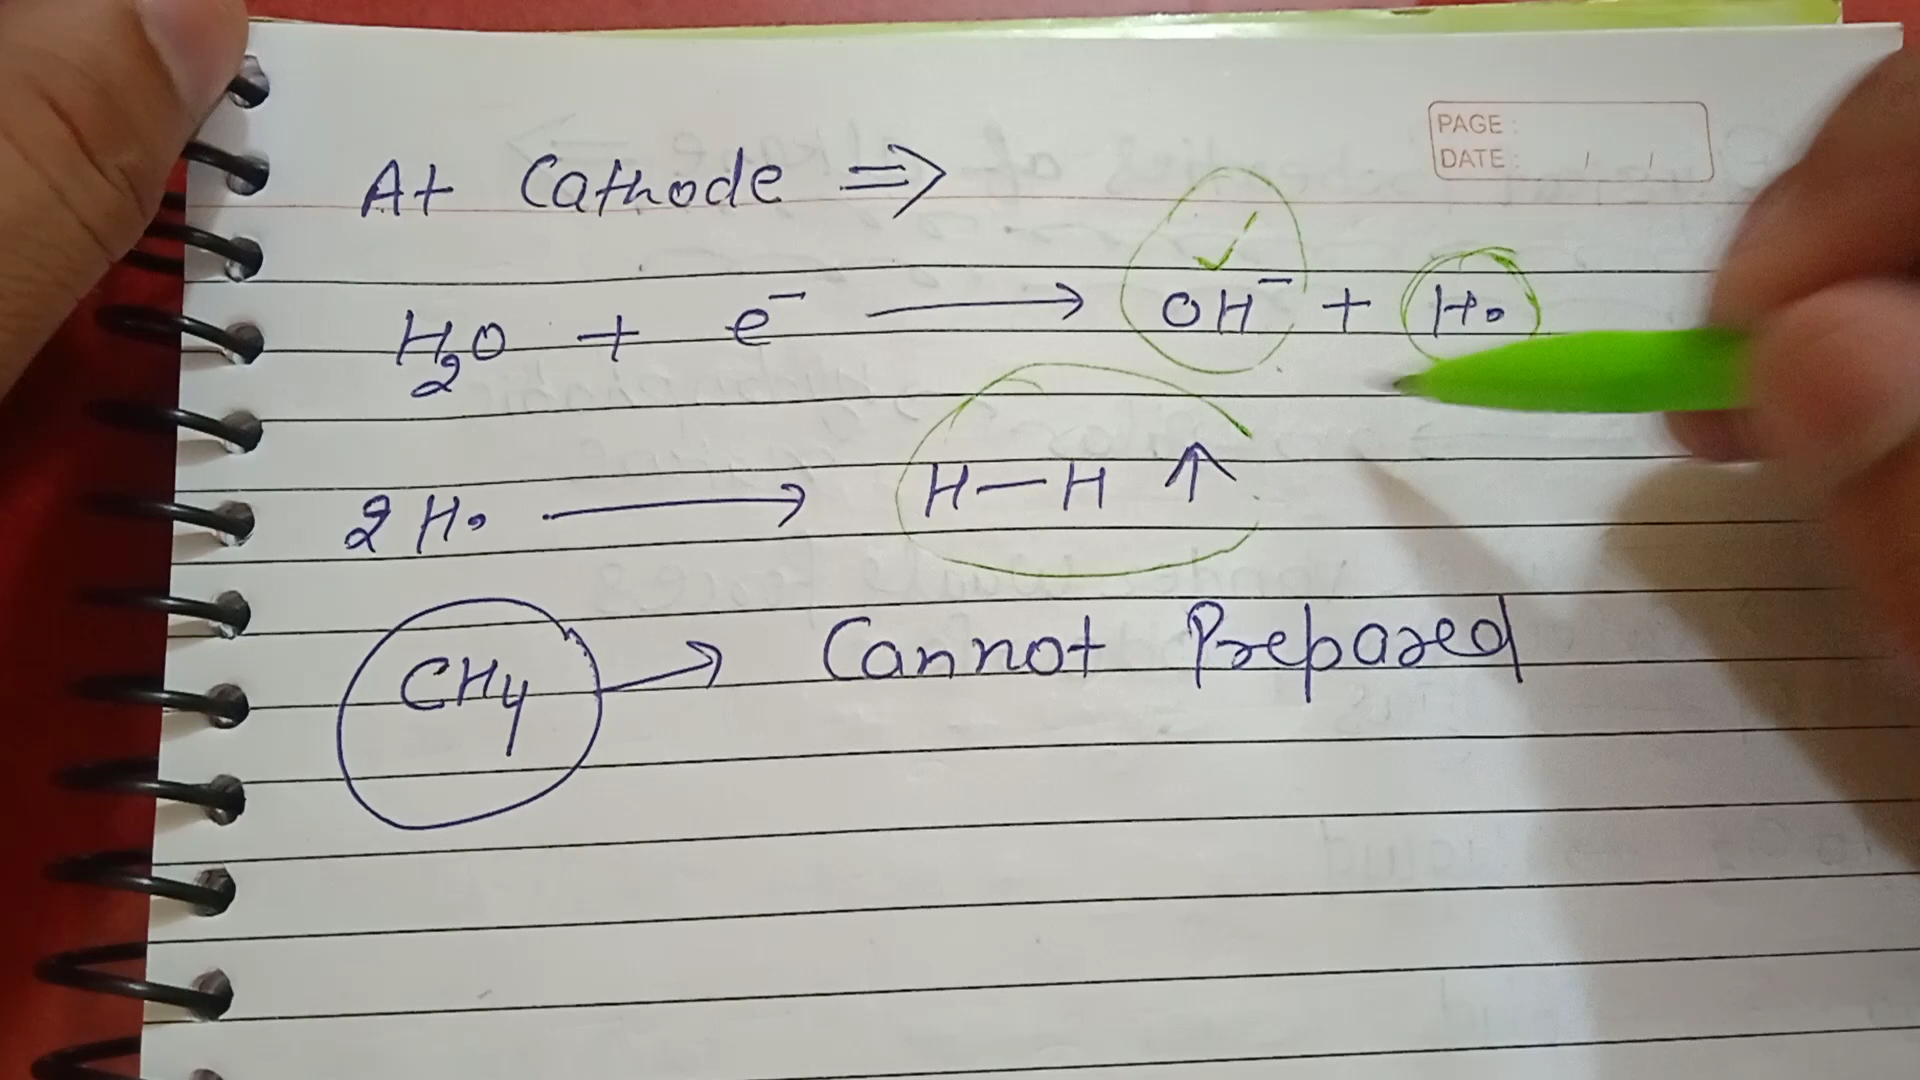 PAGE :
DATE : / /
At Cathode ⇒
H₂O + e⁻ ⟶ OH⁻ + H•
2H• ⟶ H—H ↑
CH₄ → Cannot Prepared